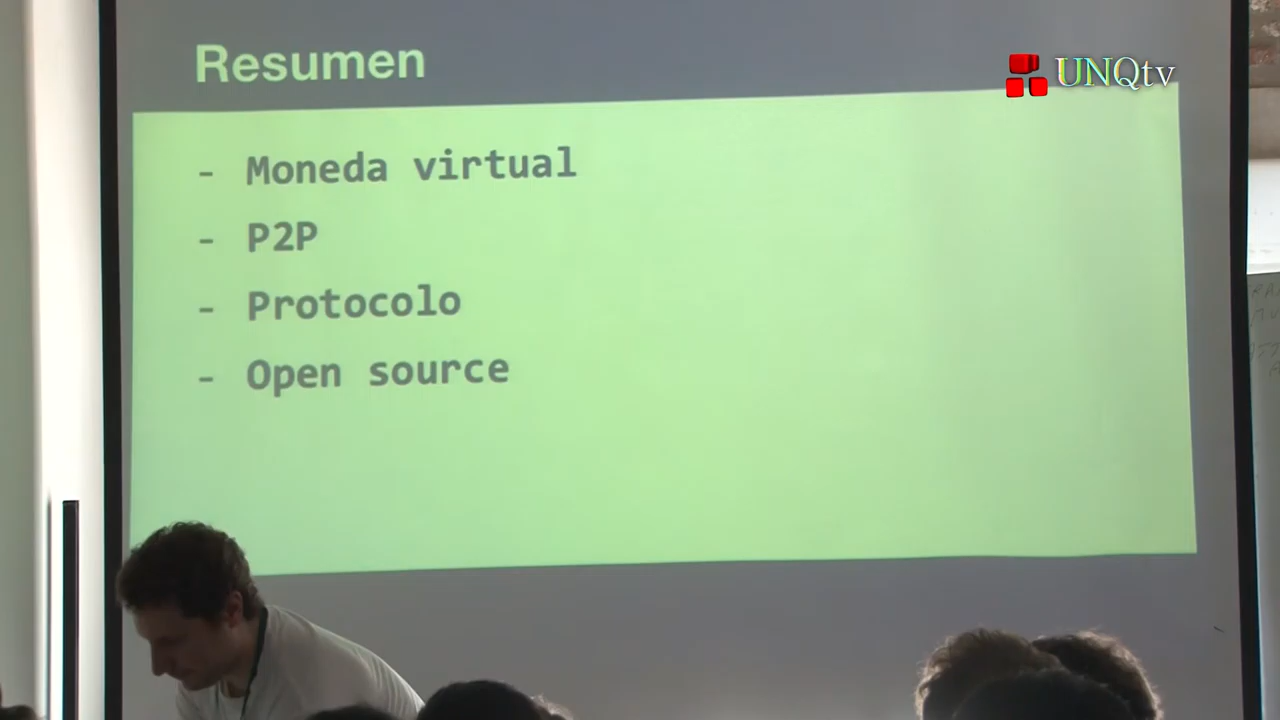 Resumen
UNQtv
- Moneda virtual
- P2P
- Protocolo
- Open source